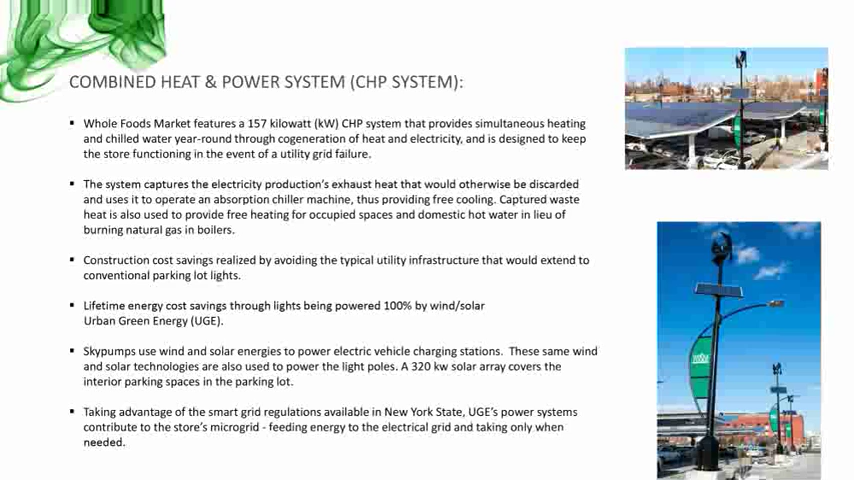 COMBINED HEAT & POWER SYSTEM (CHP SYSTEM):
▪ Whole Foods Market features a 157 kilowatt (kW) CHP system that provides simultaneous heating
and chilled water year-round through cogeneration of heat and electricity, and is designed to keep
the store functioning in the event of a utility grid failure.
▪ The system captures the electricity production's exhaust heat that would otherwise be discarded
and uses it to operate an absorption chiller machine, thus providing free cooling. Captured waste
heat is also used to provide free heating for occupied spaces and domestic hot water in lieu of
burning natural gas in boilers.
▪ Construction cost savings realized by avoiding the typical utility infrastructure that would extend to
conventional parking lot lights.
▪ Lifetime energy cost savings through lights being powered 100% by wind/solar
Urban Green Energy (UGE).
▪ Skypumps use wind and solar energies to power electric vehicle charging stations.  These same wind
and solar technologies are also used to power the light poles. A 320 kw solar array covers the
interior parking spaces in the parking lot.
▪ Taking advantage of the smart grid regulations available in New York State, UGE's power systems
contribute to the store's microgrid - feeding energy to the electrical grid and taking only when
needed.